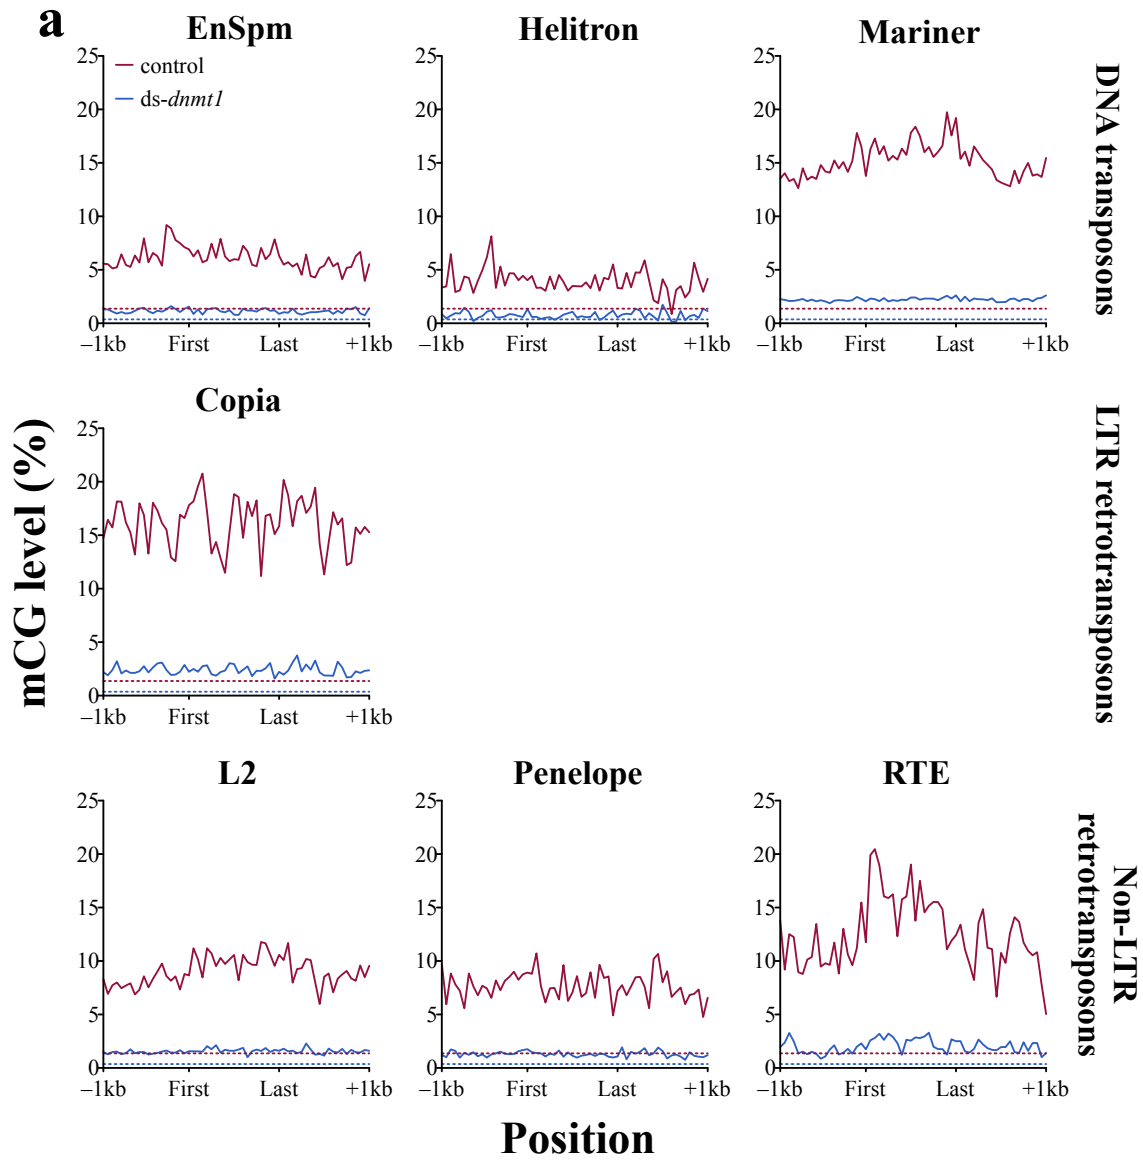 a
EnSpm
Helitron
Mariner
25
20
15
10
5
0
control
ds-dnmt1
–1kb First Last +1kb
25
20
15
10
5
0
–1kb First Last +1kb
25
20
15
10
5
0
–1kb First Last +1kb
DNA transposons
Copia
25
20
15
10
5
0
–1kb First Last +1kb
LTR retrotransposons
mCG level (%)
L2
Penelope
RTE
25
20
15
10
5
0
–1kb First Last +1kb
25
20
15
10
5
0
–1kb First Last +1kb
25
20
15
10
5
0
–1kb First Last +1kb
Non-LTR
retrotransposons
Position